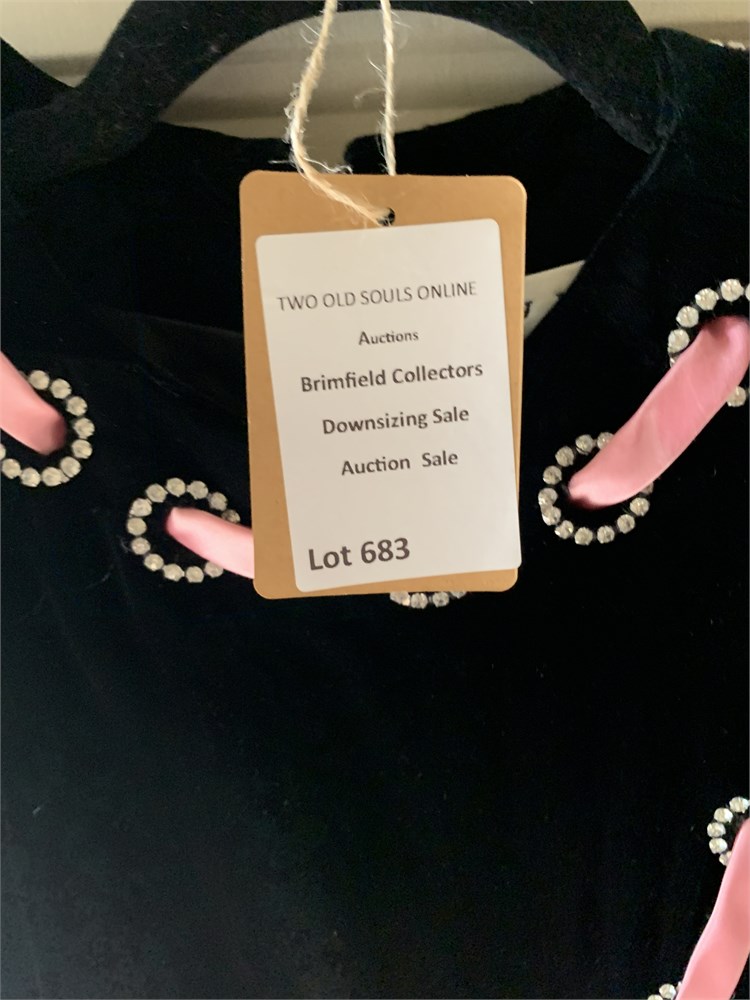 TWO OLD SOULS ONLINE
Auctions
Brimfield Collectors
Downsizing Sale
Auction Sale
Lot 683